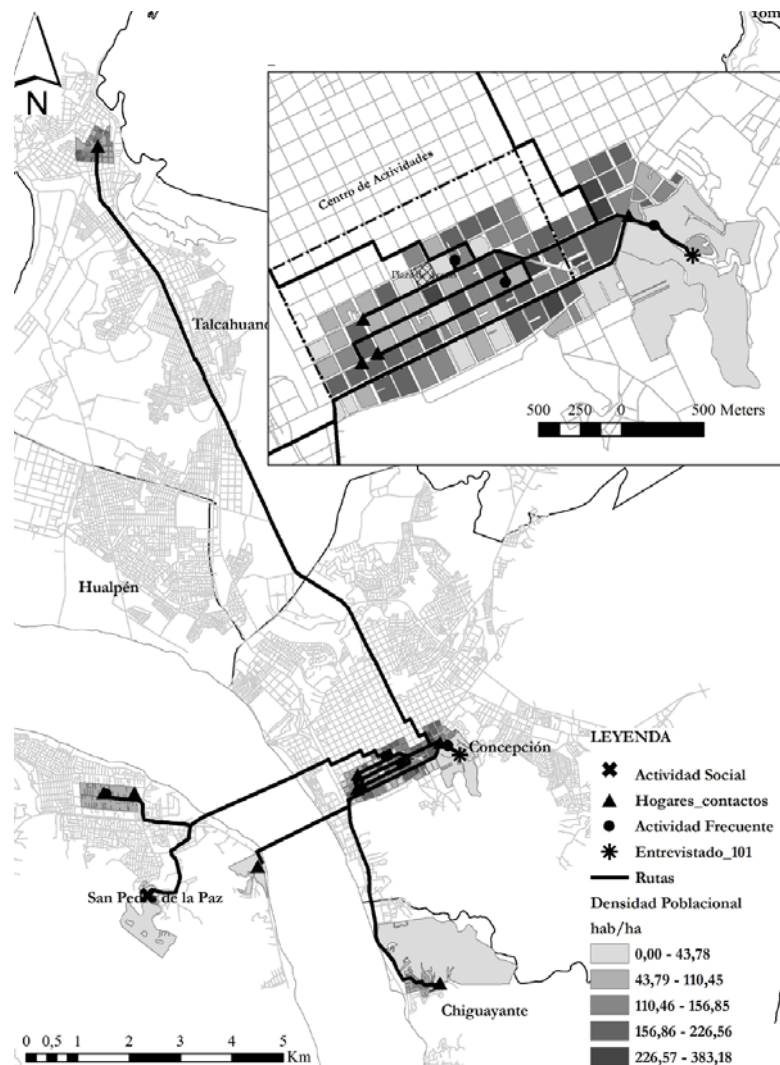 N
Centro de Actividades
500 250 0 500 Meters
Talcahuano
Hualpén
Concepción
San Pedro de la Paz
Chiguayante
LEYENDA
Actividad Social
Hogares_contactos
Actividad Frecuente
Entrevistado_101
Rutas
Densidad Poblacional
hab/ha
0,00 - 43,78
43,79 - 110,45
110,46 - 156,85
156,86 - 226,56
226,57 - 383,18
0 0,5 1 2 3 4 5
Km